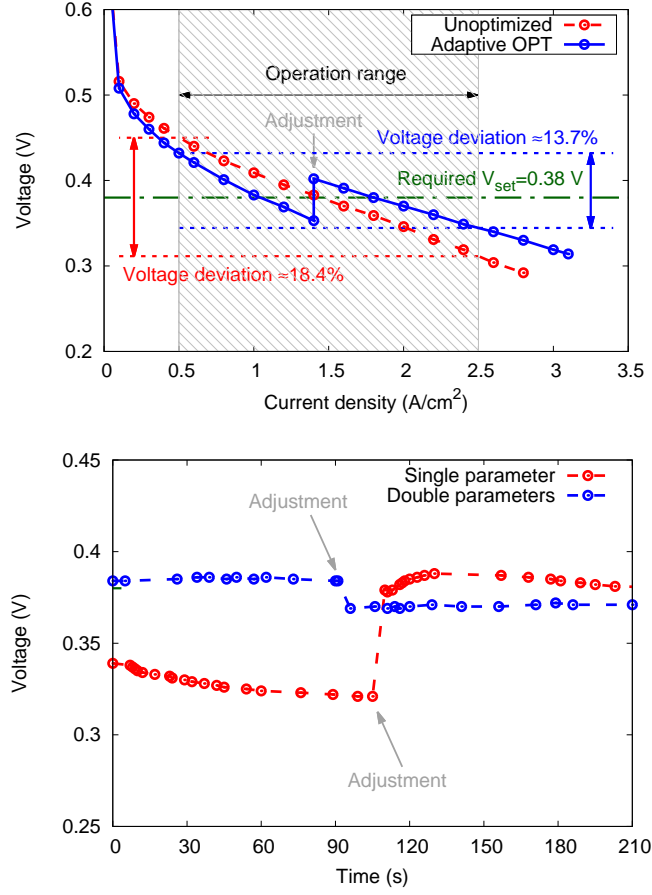 0.6
0.5
0.4
0.3
0.2
Voltage (V)
Unoptimized
Adaptive OPT
Operation range
Adjustment
Voltage deviation ≈13.7%
Required Vset=0.38 V
Voltage deviation ≈18.4%
0 0.5 1 1.5 2 2.5 3 3.5
Current density (A/cm2)
0.45
0.4
0.35
0.3
0.25
Voltage (V)
Single parameter
Double parameters
Adjustment
Adjustment
0 30 60 90 120 150 180 210
Time (s)